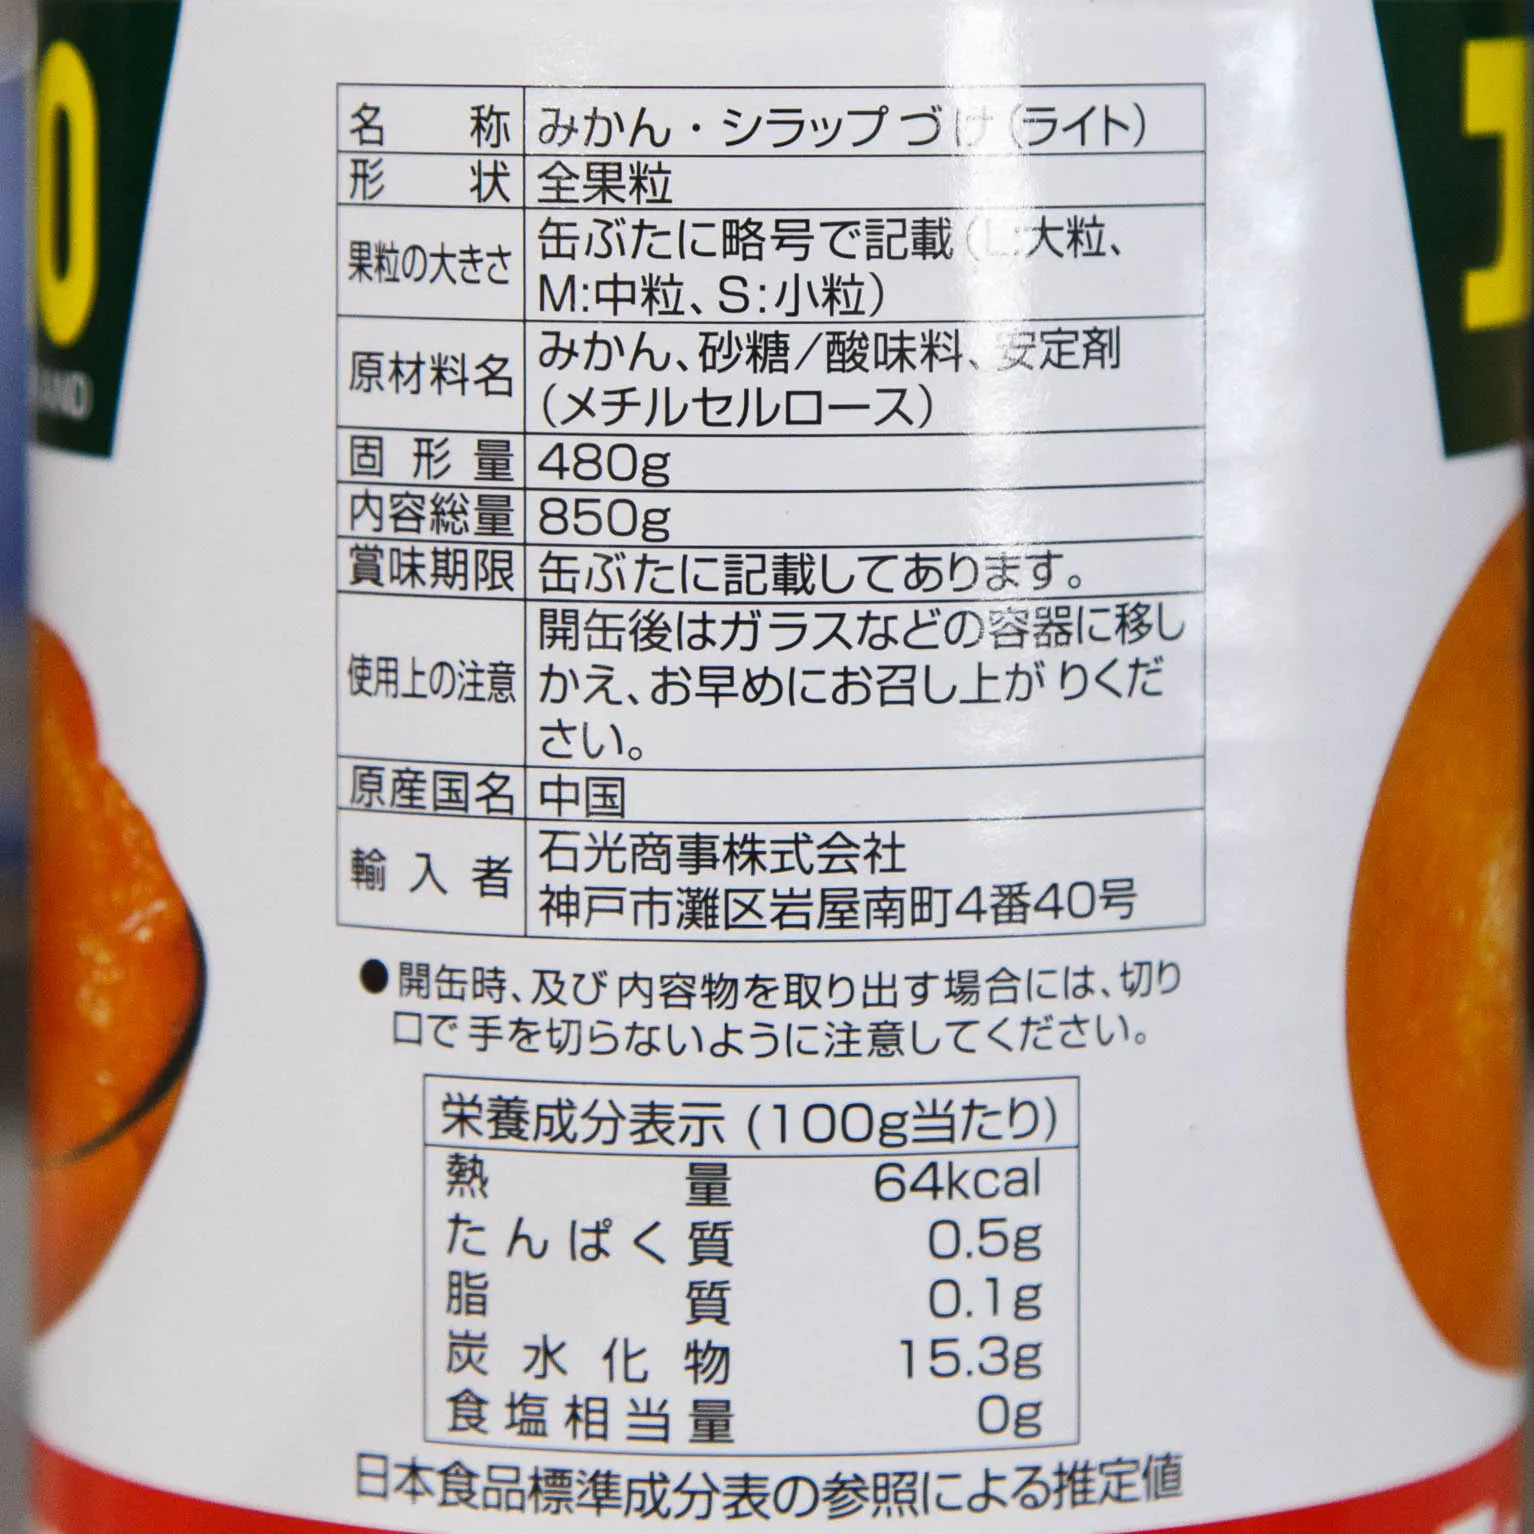 名称 みかん・シラップづけ(ライト)
形状 全果粒
果粒の大きさ 缶ぶたに略号で記載(L:大粒、
M:中粒、S:小粒)
原材料名 みかん、砂糖/酸味料、安定剤
(メチルセルロース)
固形量 480g
内容総量 850g
賞味期限 缶ぶたに記載してあります。
使用上の注意 開缶後はガラスなどの容器に移し
かえ、お早めにお召し上がりくだ
さい。
原産国名 中国
輸入者 石光商事株式会社
神戸市灘区岩屋南町4番40号
●開缶時、及び内容物を取り出す場合には、切り
口で手を切らないように注意してください。
栄養成分表示(100g当たり)
熱量 64kcal
たんぱく質 0.5g
脂質 0.1g
炭水化物 15.3g
食塩相当量 0g
日本食品標準成分表の参照による推定値